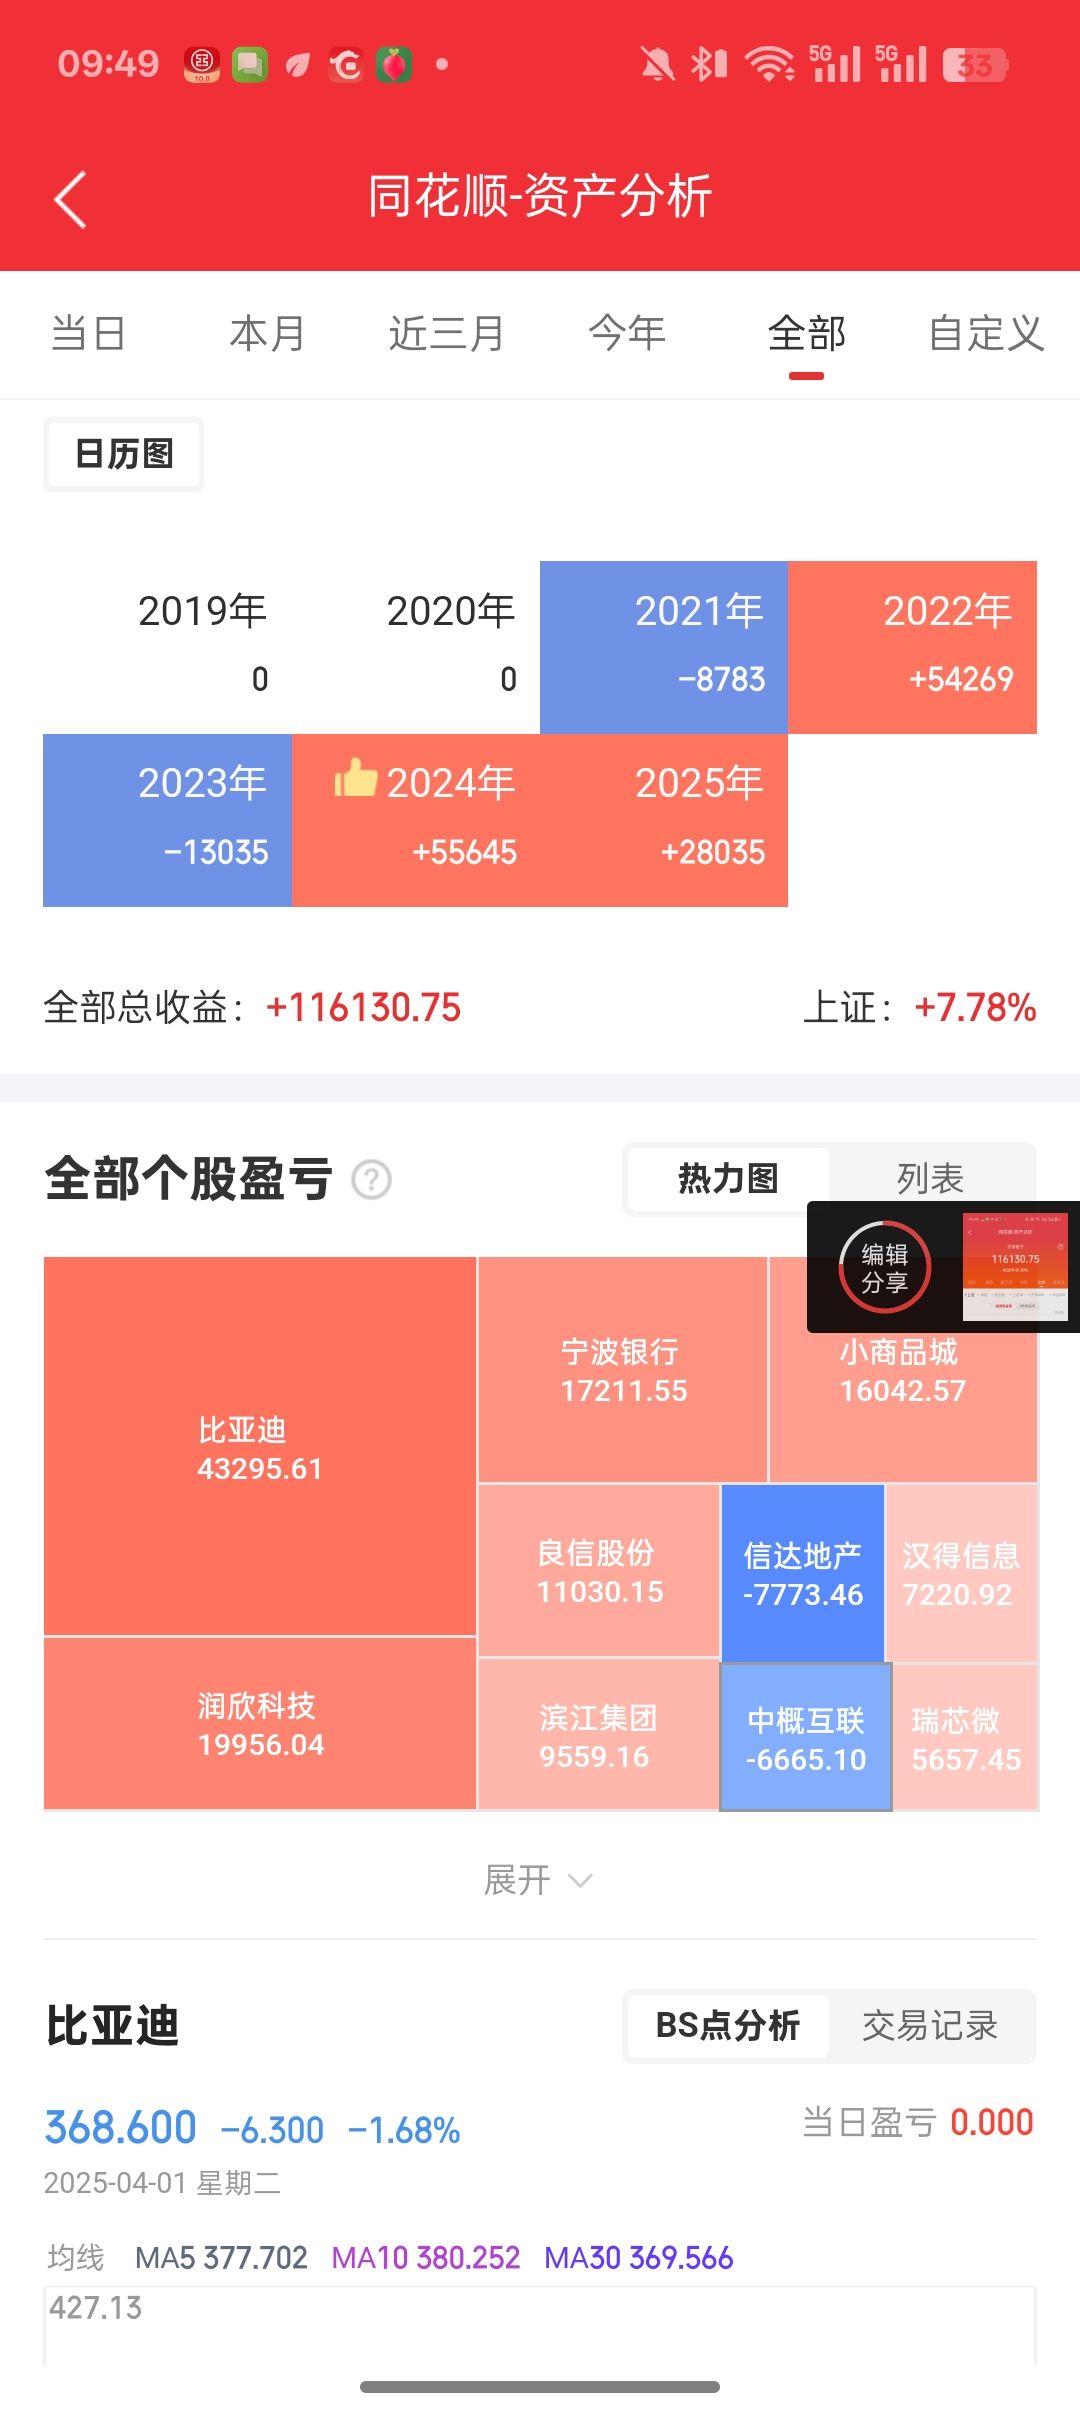 09:49
5G 5G 33
同花顺-资产分析
当日 本月 近三月 今年 全部 自定义
日历图
2019年 2020年 2021年 2022年
0 0 -8783 +54269
2023年 2024年 2025年
-13035 +55645 +28035
全部总收益：+116130.75 上证：+7.78%
全部个股盈亏 ? 热力图 列表
编辑
分享
116130.75
比亚迪
43295.61
宁波银行
17211.55
小商品城
16042.57
良信股份
11030.15
信达地产
-7773.46
汉得信息
7220.92
润欣科技
19956.04
滨江集团
9559.16
中概互联
-6665.10
瑞芯微
5657.45
展开
比亚迪 BS点分析 交易记录
368.600 -6.300 -1.68% 当日盈亏 0.000
2025-04-01 星期二
均线 MA5 377.702 MA10 380.252 MA30 369.566
427.13